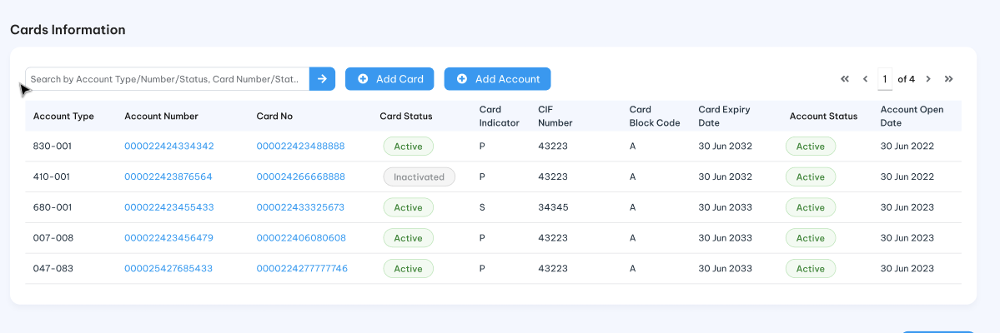 Cards Information
Search by Account Type/Number/Status, Card Number/Stat.. Add Card Add Account 1 of 4
Account Type Account Number Card No Card Status Card Indicator CIF Number Card Block Code Card Expiry Date Account Status Account Open Date
830-001 000022424334342 000022423488888 Active P 43223 A 30 Jun 2032 Active 30 Jun 2022
410-001 000022423876564 000024266668888 Inactivated P 43223 A 30 Jun 2032 Active 30 Jun 2022
680-001 000022423455433 000022433325673 Active S 34345 A 30 Jun 2033 Active 30 Jun 2023
007-008 000022423456479 000022406080608 Active P 43223 A 30 Jun 2033 Active 30 Jun 2023
047-083 000025427685433 0000224277777746 Active P 43223 A 30 Jun 2033 Active 30 Jun 2023